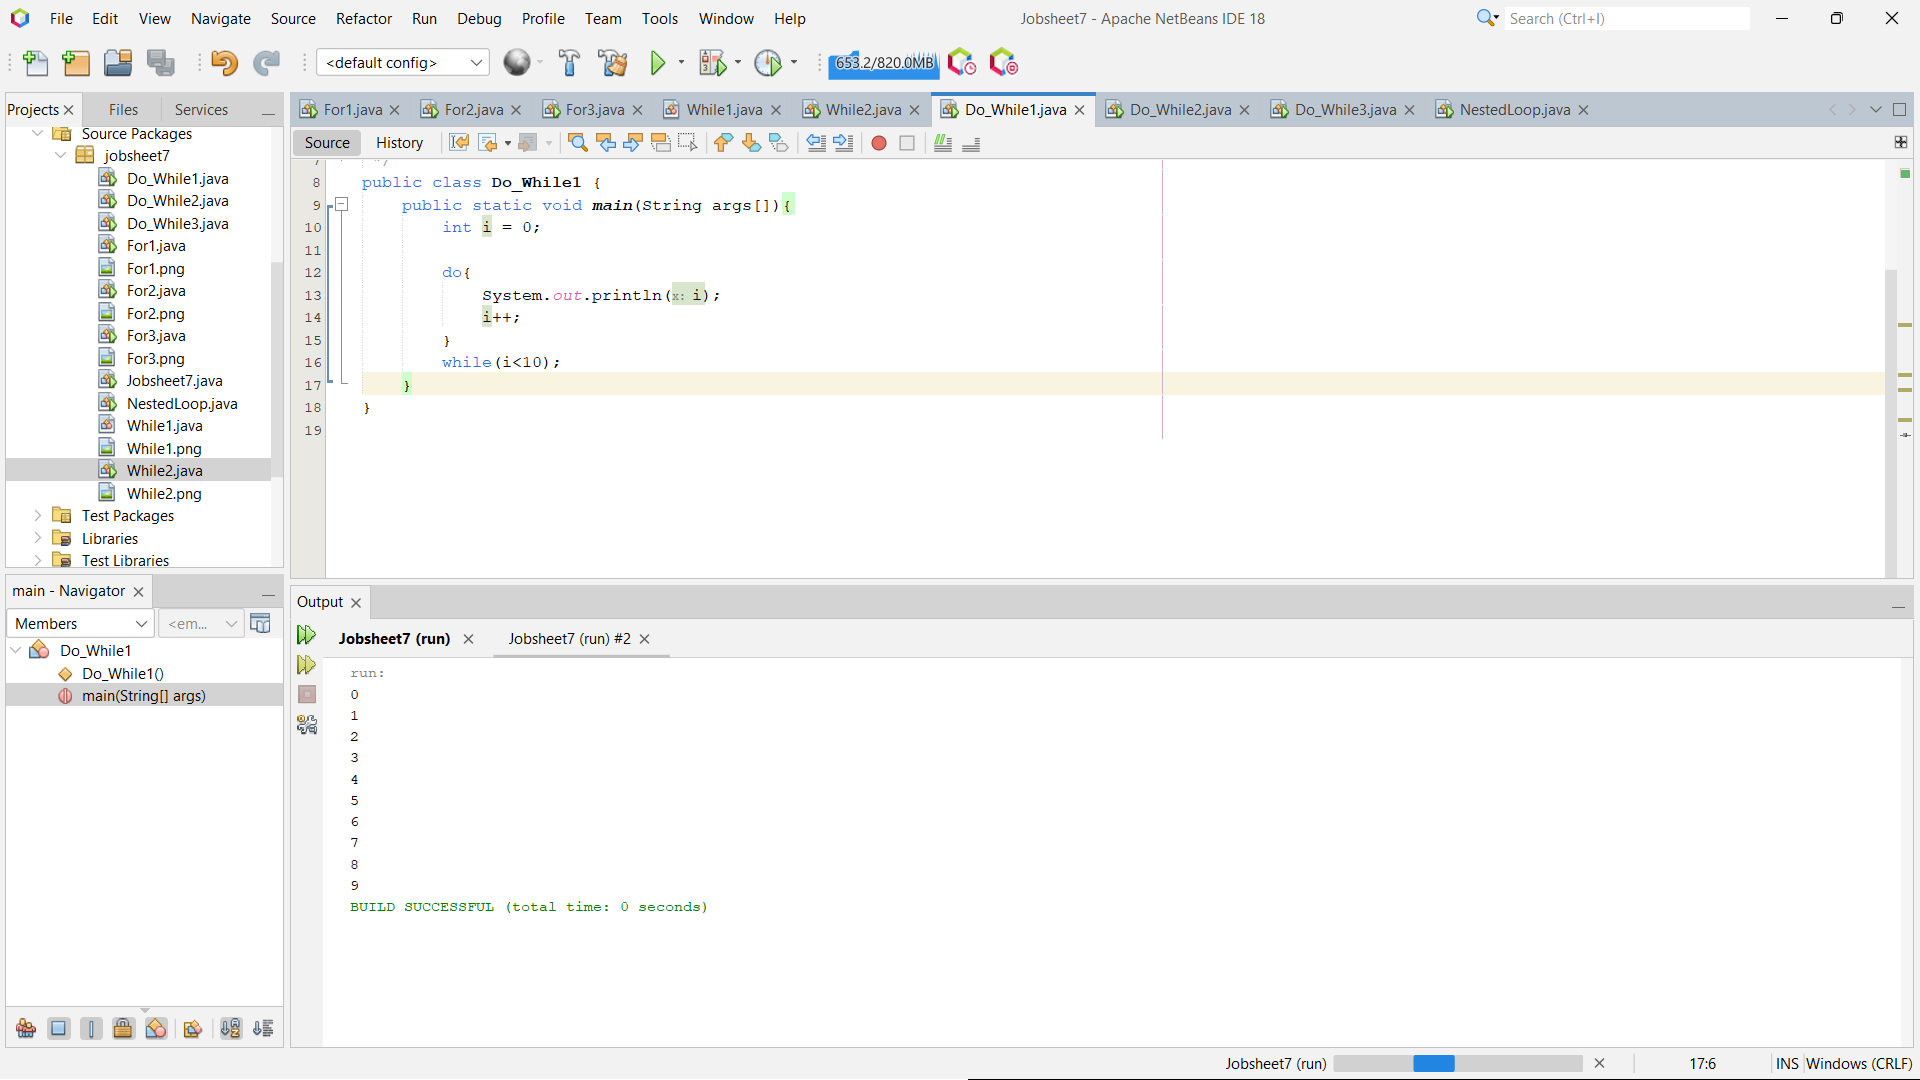 File Edit View Navigate Source Refactor Run Debug Profile Team Tools Window Help
Jobsheet7 - Apache NetBeans IDE 18
Search (Ctrl+I)
<default config>
653.2/820.0MB
Projects Files Services
Source Packages
jobsheet7
Do_While1.java
Do_While2.java
Do_While3.java
For1.java
For1.png
For2.java
For2.png
For3.java
For3.png
Jobsheet7.java
NestedLoop.java
While1.java
While1.png
While2.java
While2.png
Test Packages
Libraries
Test Libraries
For1.java For2.java For3.java While1.java While2.java Do_While1.java Do_While2.java Do_While3.java NestedLoop.java
Source History
7 */
8 public class Do_While1 {
9 public static void main(String args[]){
10 int i = 0;
11
12 do{
13 System.out.println(x: i);
14 i++;
15 }
16 while(i<10);
17 }
18 }
19
main - Navigator
Members <em...
Do_While1
Do_While1()
main(String[] args)
Output
Jobsheet7 (run) Jobsheet7 (run) #2
run:
0
1
2
3
4
5
6
7
8
9
BUILD SUCCESSFUL (total time: 0 seconds)
Jobsheet7 (run) 17:6 INS Windows (CRLF)